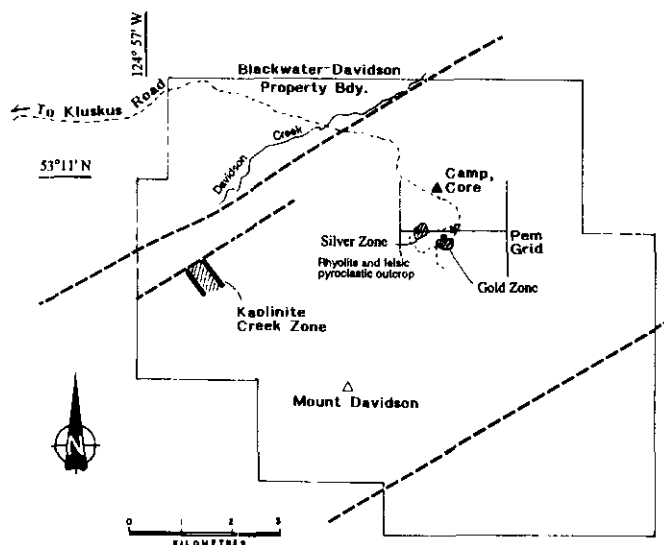 124° 57' W
Blackwater-Davidson
Property Bdy.
To Kluskus Road
Davidson Creek
53°11' N
Camp,
Core
Silver Zone
Pem
Grid
Rhyolite and felsic
pyroclastic outcrop
Gold Zone
Kaolinite
Creek Zone
Mount Davidson
N
0 1 2 3
KILOMETRES